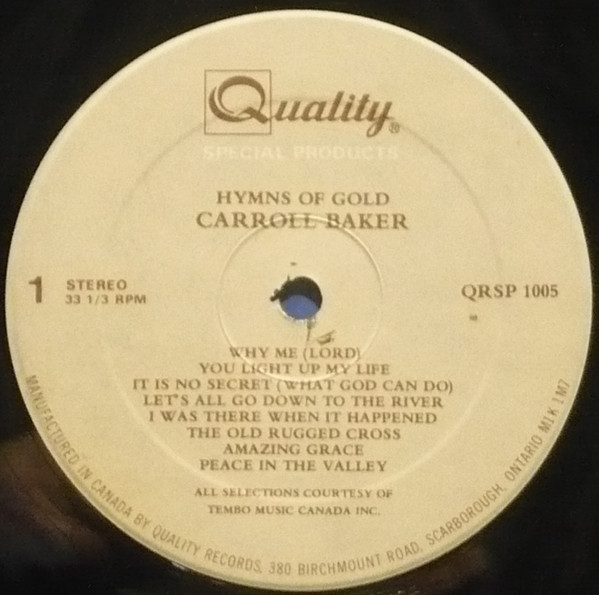 Quality®
SPECIAL PRODUCTS
HYMNS OF GOLD
CARROLL BAKER
1
STEREO
33 1/3 RPM
QRSP 1005
WHY ME (LORD)
YOU LIGHT UP MY LIFE
IT IS NO SECRET (WHAT GOD CAN DO)
LET'S ALL GO DOWN TO THE RIVER
I WAS THERE WHEN IT HAPPENED
THE OLD RUGGED CROSS
AMAZING GRACE
PEACE IN THE VALLEY
ALL SELECTIONS COURTESY OF
TEMBO MUSIC CANADA INC.
MANUFACTURED IN CANADA BY QUALITY RECORDS, 380 BIRCHMOUNT ROAD, SCARBOROUGH, ONTARIO M1K 1M7